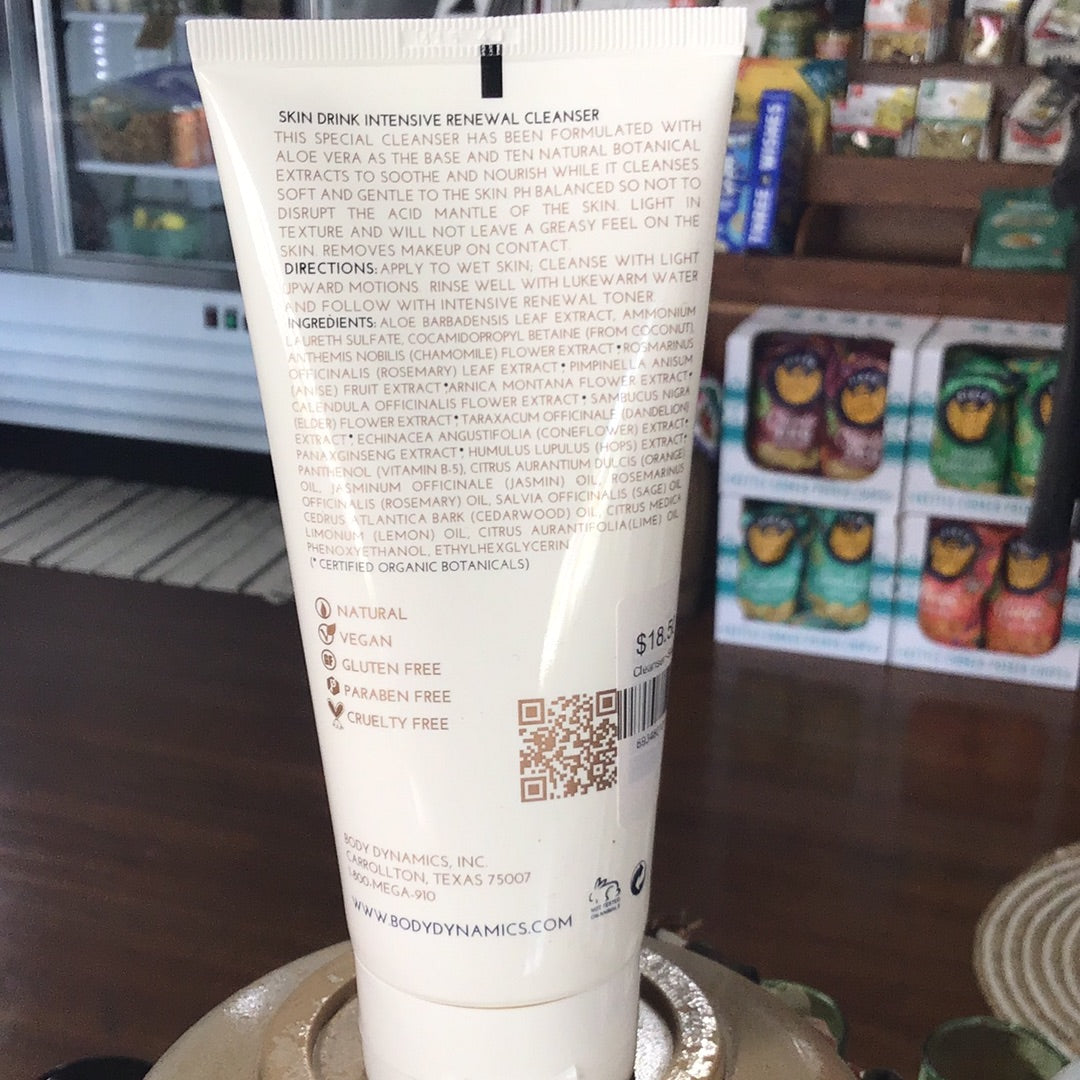 SKIN DRINK INTENSIVE RENEWAL CLEANSER
THIS SPECIAL CLEANSER HAS BEEN FORMULATED WITH
ALOE VERA AS THE BASE AND TEN NATURAL BOTANICAL
EXTRACTS TO SOOTHE AND NOURISH WHILE IT CLEANSES
SOFT AND GENTLE TO THE SKIN PH BALANCED SO NOT TO
DISRUPT THE ACID MANTLE OF THE SKIN. LIGHT IN
TEXTURE AND WILL NOT LEAVE A GREASY FEEL ON THE
SKIN. REMOVES MAKEUP ON CONTACT.
DIRECTIONS: APPLY TO WET SKIN; CLEANSE WITH LIGHT
UPWARD MOTIONS. RINSE WELL WITH LUKEWARM WATER
AND FOLLOW WITH INTENSIVE RENEWAL TONER.
INGREDIENTS: ALOE BARBADENSIS LEAF EXTRACT, AMMONIUM
LAURETH SULFATE, COCAMIDOPROPYL BETAINE (FROM COCONUT),
ANTHEMIS NOBILIS (CHAMOMILE) FLOWER EXTRACT* ROSMARINUS
OFFICINALIS (ROSEMARY) LEAF EXTRACT* PIMPINELLA ANISUM
(ANISE) FRUIT EXTRACT* ARNICA MONTANA FLOWER EXTRACT*
CALENDULA OFFICINALIS FLOWER EXTRACT* SAMBUCUS NIGRA
(ELDER) FLOWER EXTRACT* TARAXACUM OFFICINALE (DANDELION)
EXTRACT* ECHINACEA ANGUSTIFOLIA (CONEFLOWER) EXTRACT*
PANAX GINSENG EXTRACT* HUMULUS LUPULUS (HOPS) EXTRACT*
PANTHENOL (VITAMIN B-5), CITRUS AURANTIUM DULCIS (ORANGE)
OIL, JASMINUM OFFICINALE (JASMIN) OIL, ROSEMARINUS
OFFICINALIS (ROSEMARY) OIL, SALVIA OFFICINALIS (SAGE) OIL
CEDRUS ATLANTICA BARK (CEDARWOOD) OIL, CITRUS MEDICA
LIMONUM (LEMON) OIL, CITRUS AURANTIFOLIA (LIME) OIL
PHENOXYETHANOL, ETHYLHEXGLYCERIN
(* CERTIFIED ORGANIC BOTANICALS)
NATURAL
VEGAN
GF GLUTEN FREE
P PARABEN FREE
CRUELTY FREE
$18.5
Cleanser
BODY DYNAMICS, INC.
CARROLLTON, TEXAS 75007
1-800-MEGA-910
WWW.BODYDYNAMICS.COM
NOT TESTED
ON ANIMALS